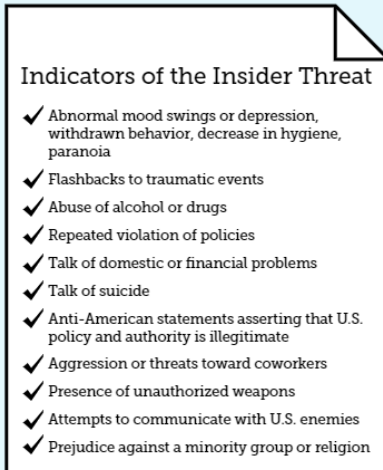 Indicators of the Insider Threat
Abnormal mood swings or depression,
withdrawn behavior, decrease in hygiene,
paranoia
Flashbacks to traumatic events
Abuse of alcohol or drugs
Repeated violation of policies
Talk of domestic or financial problems
Talk of suicide
Anti-American statements asserting that U.S.
policy and authority is illegitimate
Aggression or threats toward coworkers
Presence of unauthorized weapons
Attempts to communicate with U.S. enemies
Prejudice against a minority group or religion